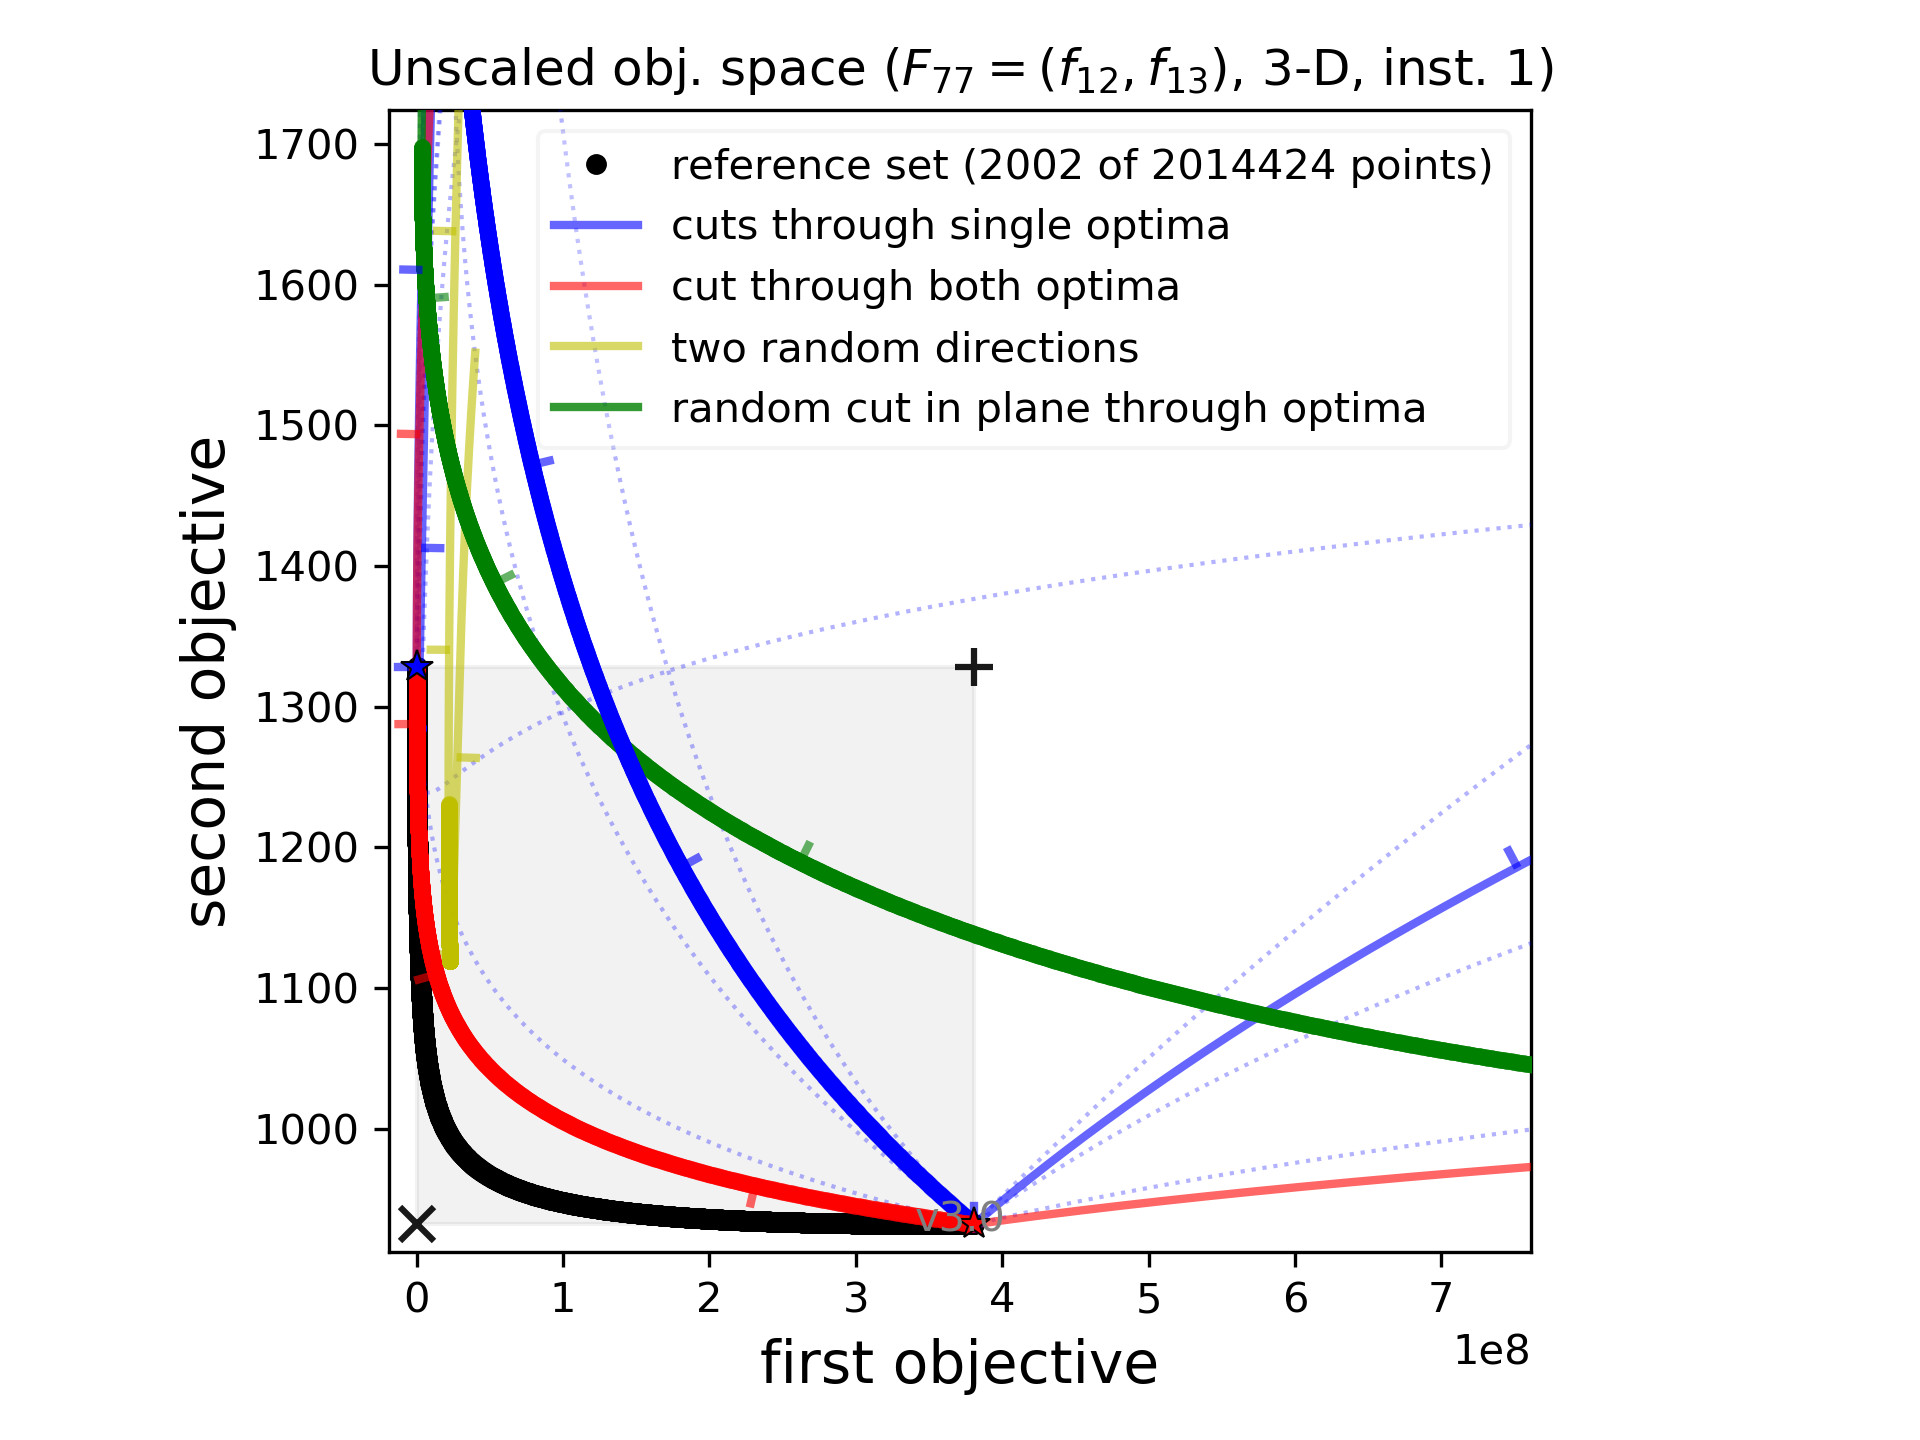 Unscaled obj. space (F77 = (f12, f13), 3-D, inst. 1)
reference set (2002 of 2014424 points)
cuts through single optima
cut through both optima
two random directions
random cut in plane through optima
second objective
1700
1600
1500
1400
1300
1200
1100
1000
v3.0
0 1 2 3 4 5 6 7
1e8
first objective